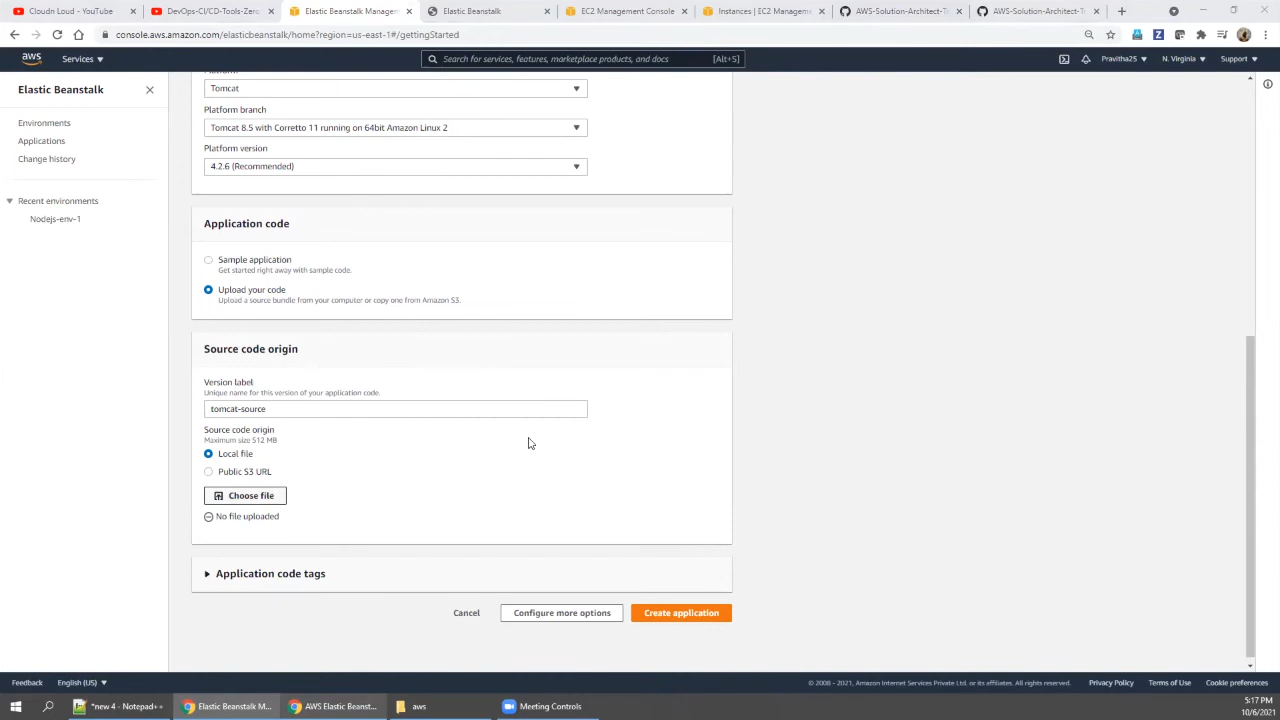 Cloudn Loud - YouTube
DevOps-CI/CD-Tools-Zero-
Elastic Beanstalk Manageme
Elastic Beanstalk
EC2 Management Console
Instances | EC2 Manageme
AWS-Solution-Architect-Tr
AWS-Solution-Architect-Tr
console.aws.amazon.com/elasticbeanstalk/home?region=us-east-1#/gettingStarted
aws
Services
Search for services, features, marketplace products, and docs
[Alt+S]
Pravitha25
N. Virginia
Support
Elastic Beanstalk
Environments
Applications
Change history
Recent environments
Nodejs-env-1
Tomcat
Platform branch
Tomcat 8.5 with Corretto 11 running on 64bit Amazon Linux 2
Platform version
4.2.6 (Recommended)
Application code
Sample application
Get started right away with sample code.
Upload your code
Upload a source bundle from your computer or copy one from Amazon S3.
Source code origin
Version label
Unique name for this version of your application code.
tomcat-source
Source code origin
Maximum size 512 MB
Local file
Public S3 URL
Choose file
No file uploaded
Application code tags
Cancel
Configure more options
Create application
Feedback
English (US)
© 2008 - 2021, Amazon Internet Services Private Ltd. or its affiliates. All rights reserved.
Privacy Policy
Terms of Use
Cookie preferences
*new 4 - Notepad++
Elastic Beanstalk M...
AWS Elastic Beanst...
aws
Meeting Controls
5:17 PM
10/6/2021